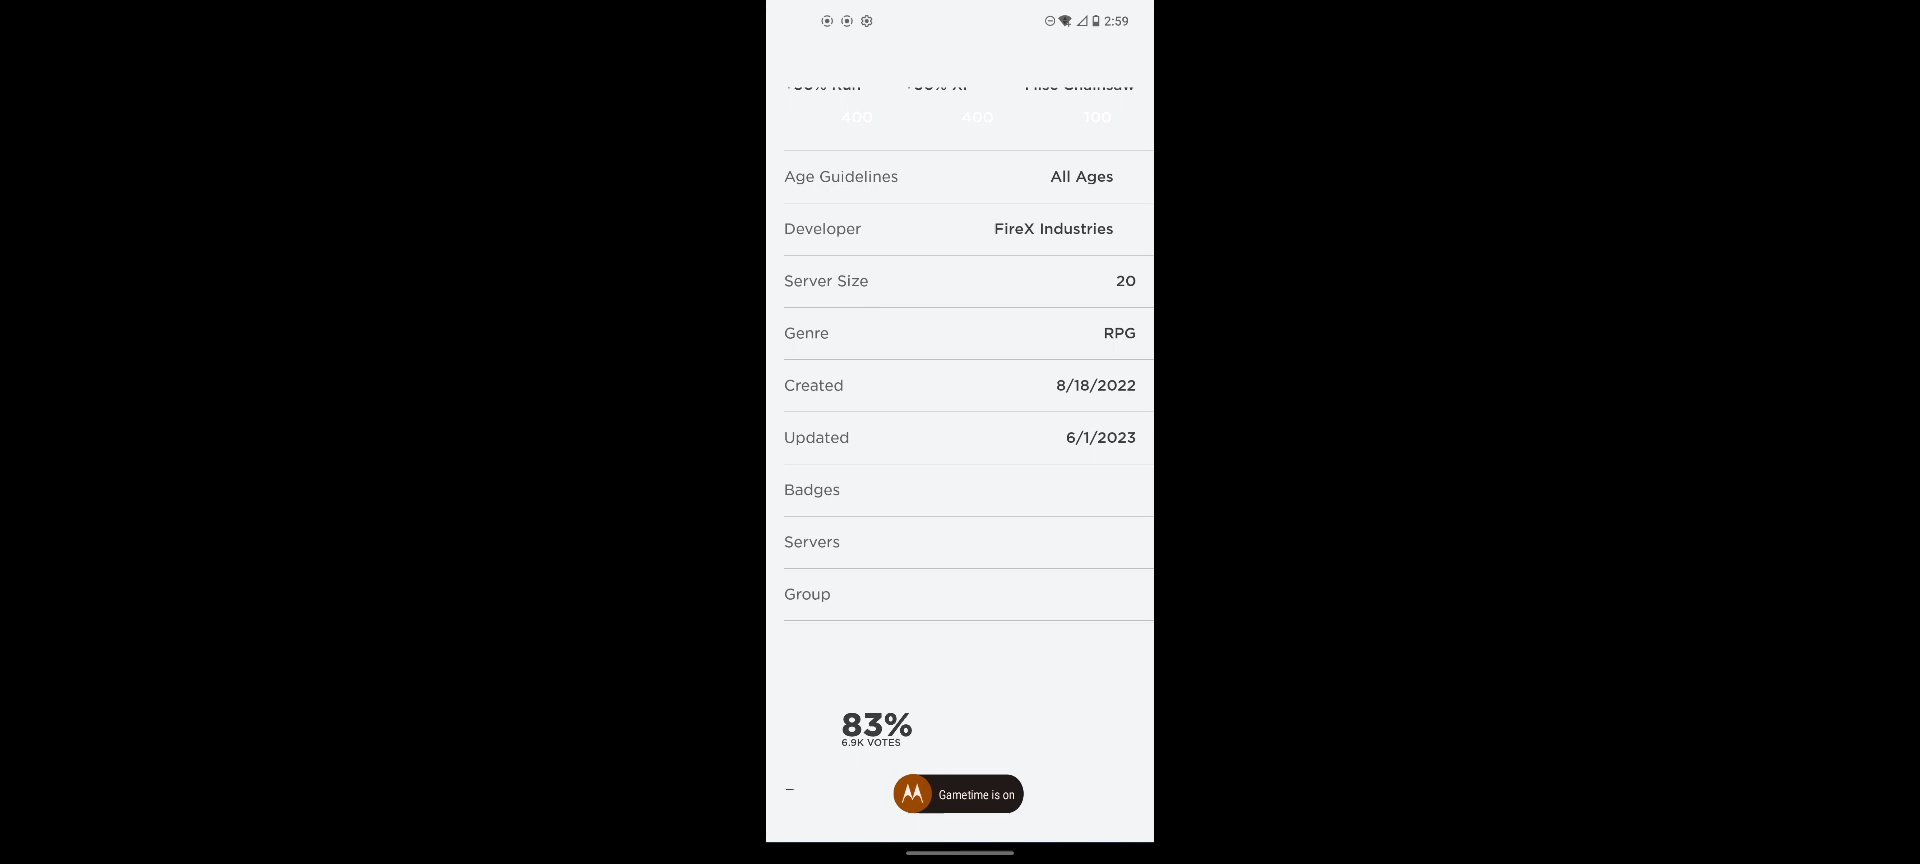 2:59
400 400 100
Age Guidelines All Ages
Developer FireX Industries
Server Size 20
Genre RPG
Created 8/18/2022
Updated 6/1/2023
Badges
Servers
Group
83%
6.9K VOTES
Gametime is on